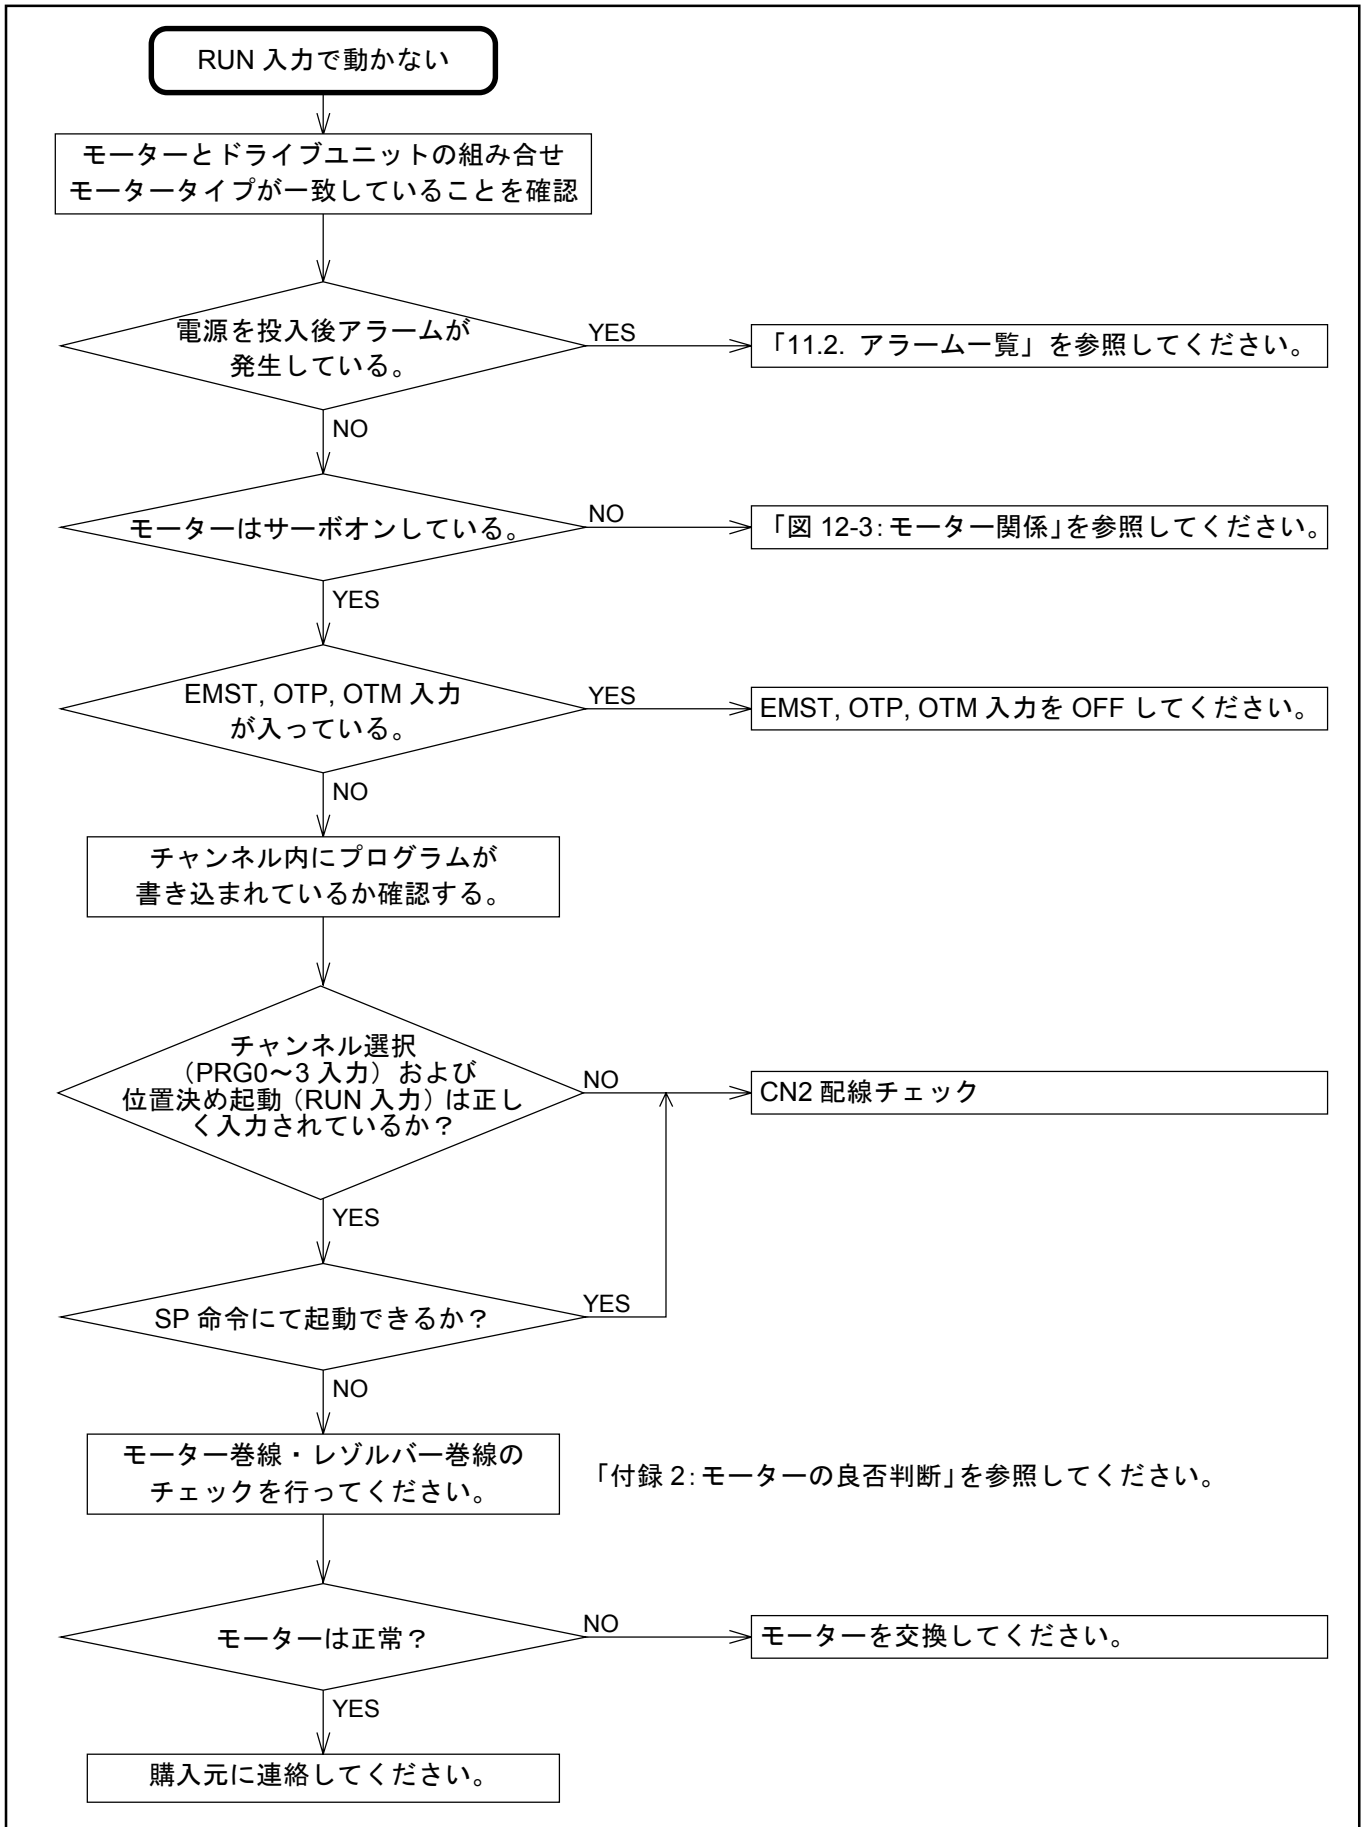 RUN 入力で動かない
モーターとドライブユニットの組み合せ
モータータイプが一致していることを確認
電源を投入後アラームが
発生している。
YES
「11.2. アラーム一覧」を参照してください。
NO
モーターはサーボオンしている。
NO
「図 12-3: モーター関係」を参照してください。
YES
EMST, OTP, OTM 入力
が入っている。
YES
EMST, OTP, OTM 入力を OFF してください。
NO
チャンネル内にプログラムが
書き込まれているか確認する。
チャンネル選択
（PRG0～3 入力）および
位置決め起動（RUN 入力）は正し
く入力されているか？
NO
CN2 配線チェック
YES
SP 命令にて起動できるか？
YES
NO
モーター巻線・レゾルバー巻線の
チェックを行ってください。
「付録 2: モーターの良否判断」を参照してください。
モーターは正常？
NO
モーターを交換してください。
YES
購入元に連絡してください。